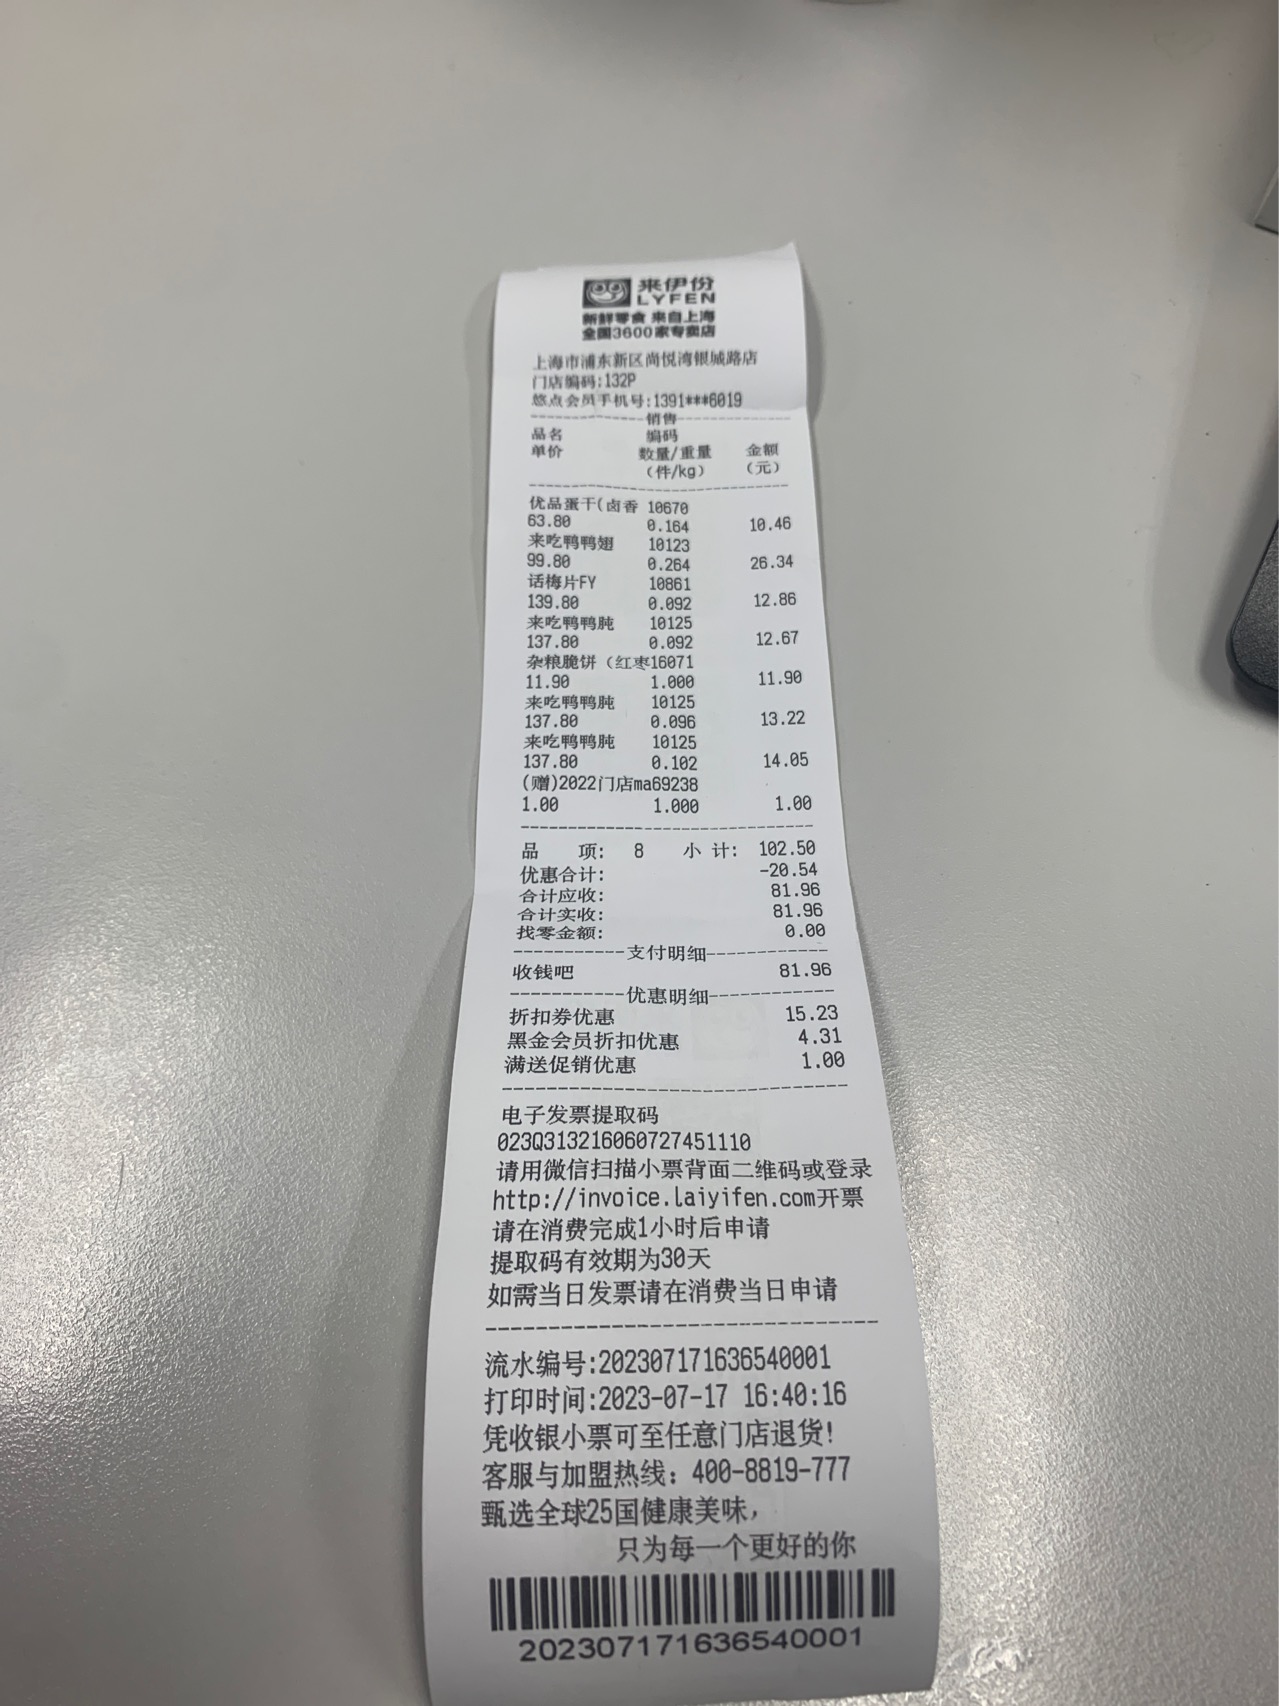 来伊份
LYFEN
新鲜零食 来自上海
全国3600家专卖店
上海市浦东新区尚悦湾银城路店
门店编码:132P
悠点会员手机号:1391***6019
------------------销售------------------
品名 编码
单价 数量/重量 金额
(件/kg) (元)
----------------------------------------
优品蛋干(卤香 10670
63.80 0.164 10.46
来吃鸭鸭翅 10123
99.80 0.264 26.34
话梅片FY 10861
139.80 0.092 12.86
来吃鸭鸭肫 10125
137.80 0.092 12.67
杂粮脆饼（红枣16071
11.90 1.000 11.90
来吃鸭鸭肫 10125
137.80 0.096 13.22
来吃鸭鸭肫 10125
137.80 0.102 14.05
(赠)2022门店ma69238
1.00 1.000 1.00
----------------------------------------
品 项: 8 小 计: 102.50
优惠合计: -20.54
合计应收: 81.96
合计实收: 81.96
找零金额: 0.00
-----------支付明细------------
收钱吧 81.96
-----------优惠明细------------
折扣券优惠 15.23
黑金会员折扣优惠 4.31
满送促销优惠 1.00
----------------------------------------
电子发票提取码
023Q313216060727451110
请用微信扫描小票背面二维码或登录
http://invoice.laiyifen.com开票
请在消费完成1小时后申请
提取码有效期为30天
如需当日发票请在消费当日申请
----------------------------------------
流水编号:202307171636540001
打印时间:2023-07-17 16:40:16
凭收银小票可至任意门店退货!
客服与加盟热线: 400-8819-777
甄选全球25国健康美味,
只为每一个更好的你
202307171636540001